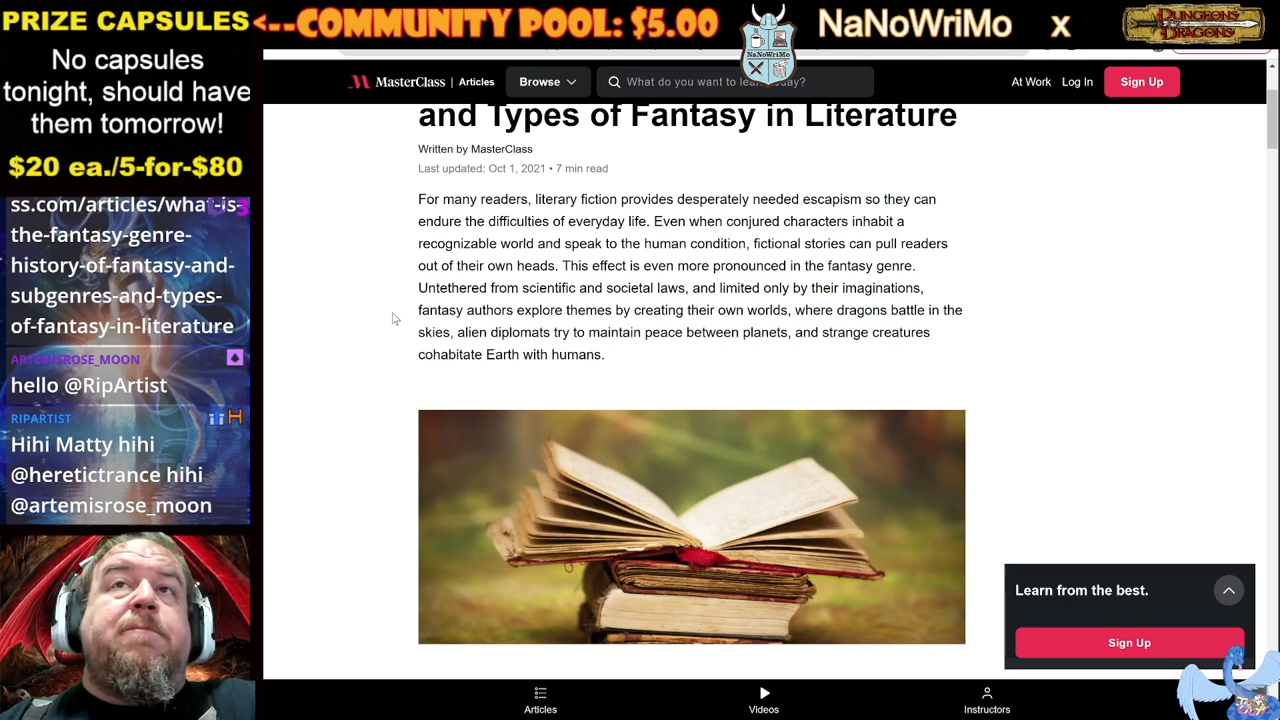 PRIZE CAPSULES
No capsules
tonight, should have
them tomorrow!
$20 ea./5-for-$80
<--COMMUNITY POOL: $5.00
NaNoWriMo
NaNoWriMo
x
DUNGEONS
DRAGONS
ss.com/articles/what-is-
the-fantasy-genre-
history-of-fantasy-and-
subgenres-and-types-
of-fantasy-in-literature
ARTEMISROSE_MOON
hello @RipArtist
RIPARTIST
Hihi Matty hihi
@heretictrance hihi
@artemisrose_moon
MasterClass | Articles
Browse
What do you want to learn today?
At Work
Log In
Sign Up
and Types of Fantasy in Literature
Written by MasterClass
Last updated: Oct 1, 2021 • 7 min read
For many readers, literary fiction provides desperately needed escapism so they can
endure the difficulties of everyday life. Even when conjured characters inhabit a
recognizable world and speak to the human condition, fictional stories can pull readers
out of their own heads. This effect is even more pronounced in the fantasy genre.
Untethered from scientific and societal laws, and limited only by their imaginations,
fantasy authors explore themes by creating their own worlds, where dragons battle in the
skies, alien diplomats try to maintain peace between planets, and strange creatures
cohabitate Earth with humans.
Learn from the best.
Sign Up
Articles
Videos
Instructors